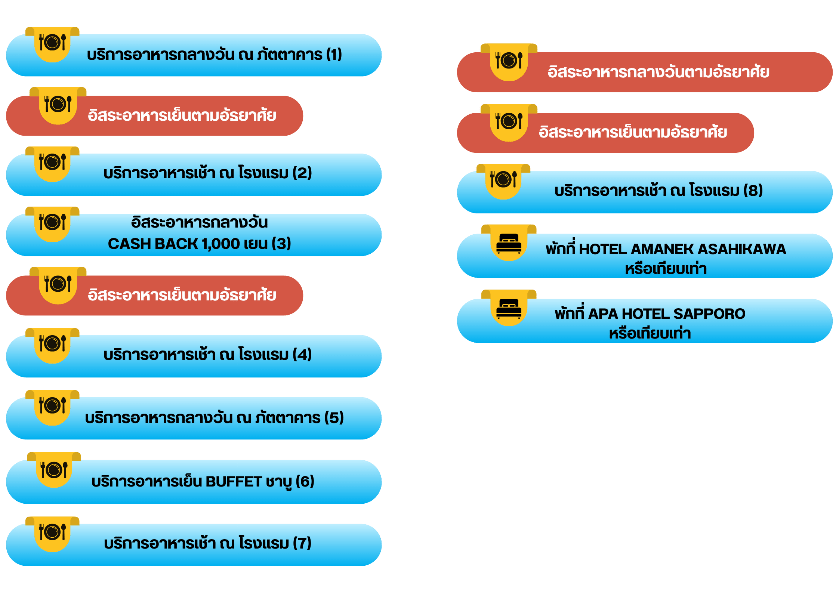 บริการอาหารกลางวัน ณ ภัตตาคาร (1)
อิสระอาหารเย็นตามอัธยาศัย
บริการอาหารเช้า ณ โรงแรม (2)
อิสระอาหารกลางวัน
CASH BACK 1,000 เยน (3)
อิสระอาหารเย็นตามอัธยาศัย
บริการอาหารเช้า ณ โรงแรม (4)
บริการอาหารกลางวัน ณ ภัตตาคาร (5)
บริการอาหารเย็น BUFFET ชาบู (6)
บริการอาหารเช้า ณ โรงแรม (7)
อิสระอาหารกลางวันตามอัธยาศัย
อิสระอาหารเย็นตามอัธยาศัย
บริการอาหารเช้า ณ โรงแรม (8)
พักที่ HOTEL AMANEK ASAHIKAWA
หรือเทียบเท่า
พักที่ APA HOTEL SAPPORO
หรือเทียบเท่า